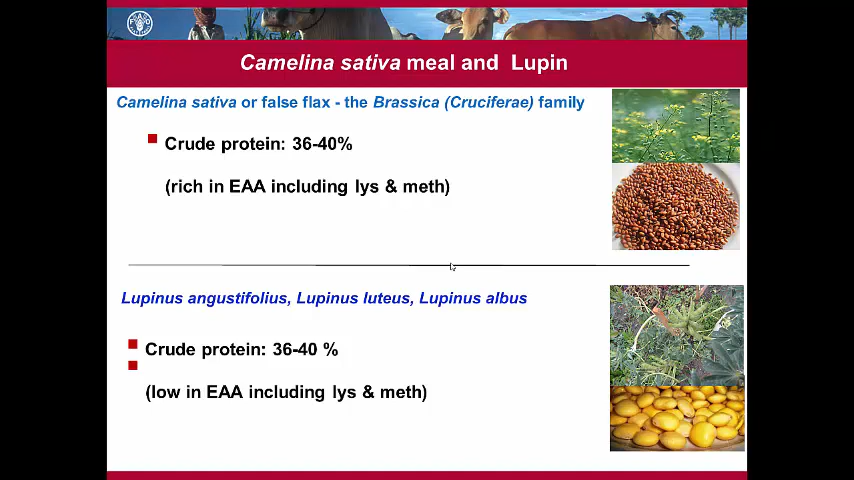 Camelina sativa meal and Lupin
Camelina sativa or false flax - the Brassica (Cruciferae) family
Crude protein: 36-40%
(rich in EAA including lys & meth)
Lupinus angustifolius, Lupinus luteus, Lupinus albus
Crude protein: 36-40 %
(low in EAA including lys & meth)